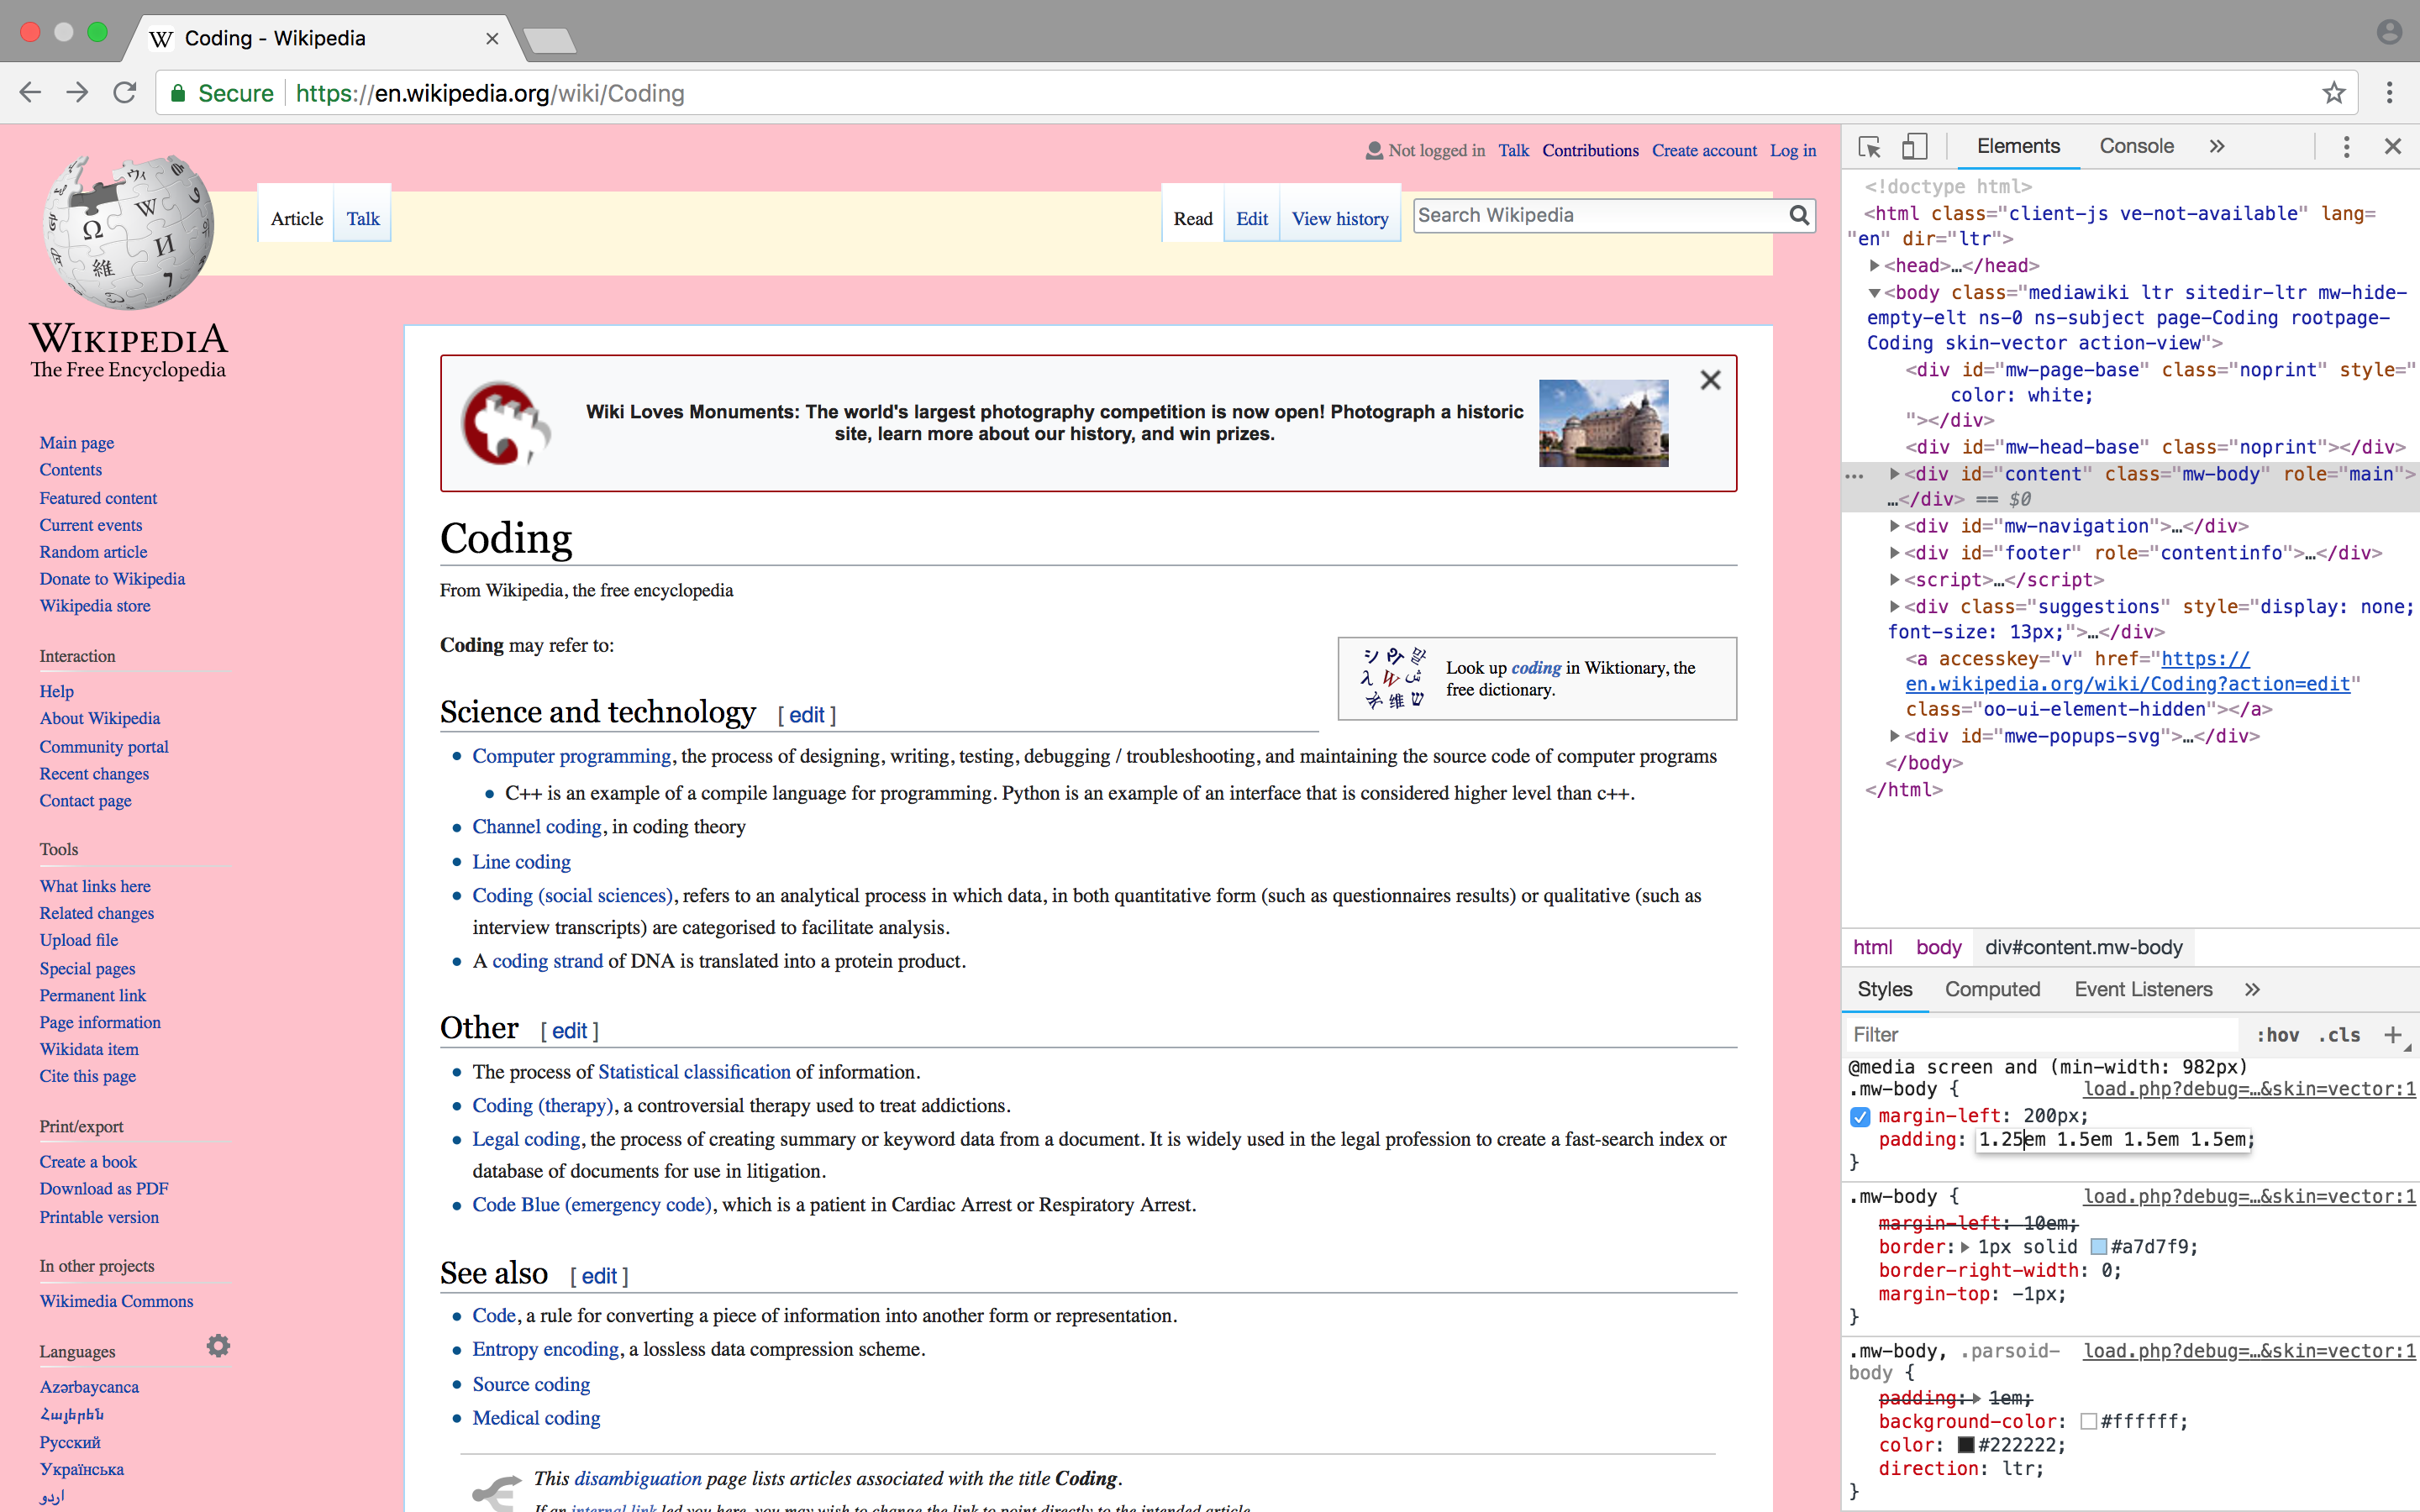 Coding - Wikipedia
Secure https://en.wikipedia.org/wiki/Coding
Not logged in Talk Contributions Create account Log in
Article Talk
Read Edit View history
Search Wikipedia
WIKIPEDIA
The Free Encyclopedia
Main page
Contents
Featured content
Current events
Random article
Donate to Wikipedia
Wikipedia store
Interaction
Help
About Wikipedia
Community portal
Recent changes
Contact page
Tools
What links here
Related changes
Upload file
Special pages
Permanent link
Page information
Wikidata item
Cite this page
Print/export
Create a book
Download as PDF
Printable version
In other projects
Wikimedia Commons
Languages
Azərbaycanca
Հայերեն
Русский
Українська
اردو
Wiki Loves Monuments: The world's largest photography competition is now open! Photograph a historic
site, learn more about our history, and win prizes.
Coding
From Wikipedia, the free encyclopedia
Coding may refer to:
Look up coding in Wiktionary, the
free dictionary.
Science and technology [ edit ]
Computer programming, the process of designing, writing, testing, debugging / troubleshooting, and maintaining the source code of computer programs
C++ is an example of a compile language for programming. Python is an example of an interface that is considered higher level than c++.
Channel coding, in coding theory
Line coding
Coding (social sciences), refers to an analytical process in which data, in both quantitative form (such as questionnaires results) or qualitative (such as
interview transcripts) are categorised to facilitate analysis.
A coding strand of DNA is translated into a protein product.
Other [ edit ]
The process of Statistical classification of information.
Coding (therapy), a controversial therapy used to treat addictions.
Legal coding, the process of creating summary or keyword data from a document. It is widely used in the legal profession to create a fast-search index or
database of documents for use in litigation.
Code Blue (emergency code), which is a patient in Cardiac Arrest or Respiratory Arrest.
See also [ edit ]
Code, a rule for converting a piece of information into another form or representation.
Entropy encoding, a lossless data compression scheme.
Source coding
Medical coding
This disambiguation page lists articles associated with the title Coding.
If an internal link led you here, you may wish to change the link to point directly to the intended article.
Elements Console »
<!doctype html>
<html class="client-js ve-not-available" lang=
"en" dir="ltr">
<head>…</head>
<body class="mediawiki ltr sitedir-ltr mw-hide-
empty-elt ns-0 ns-subject page-Coding rootpage-
Coding skin-vector action-view">
<div id="mw-page-base" class="noprint" style="
color: white;
"></div>
<div id="mw-head-base" class="noprint"></div>
… <div id="content" class="mw-body" role="main">
…</div> == $0
<div id="mw-navigation">…</div>
<div id="footer" role="contentinfo">…</div>
<script>…</script>
<div class="suggestions" style="display: none;
font-size: 13px;">…</div>
<a accesskey="v" href="https://
en.wikipedia.org/wiki/Coding?action=edit"
class="oo-ui-element-hidden"></a>
<div id="mwe-popups-svg">…</div>
</body>
</html>
html body div#content.mw-body
Styles Computed Event Listeners »
Filter :hov .cls +
@media screen and (min-width: 982px)
.mw-body { load.php?debug=…&skin=vector:1
margin-left: 200px;
padding: 1.25em 1.5em 1.5em 1.5em;
}
.mw-body { load.php?debug=…&skin=vector:1
margin-left: 10em;
border: 1px solid #a7d7f9;
border-right-width: 0;
margin-top: -1px;
}
.mw-body, .parsoid- load.php?debug=…&skin=vector:1
body {
padding: 1em;
background-color: #ffffff;
color: #222222;
direction: ltr;
}